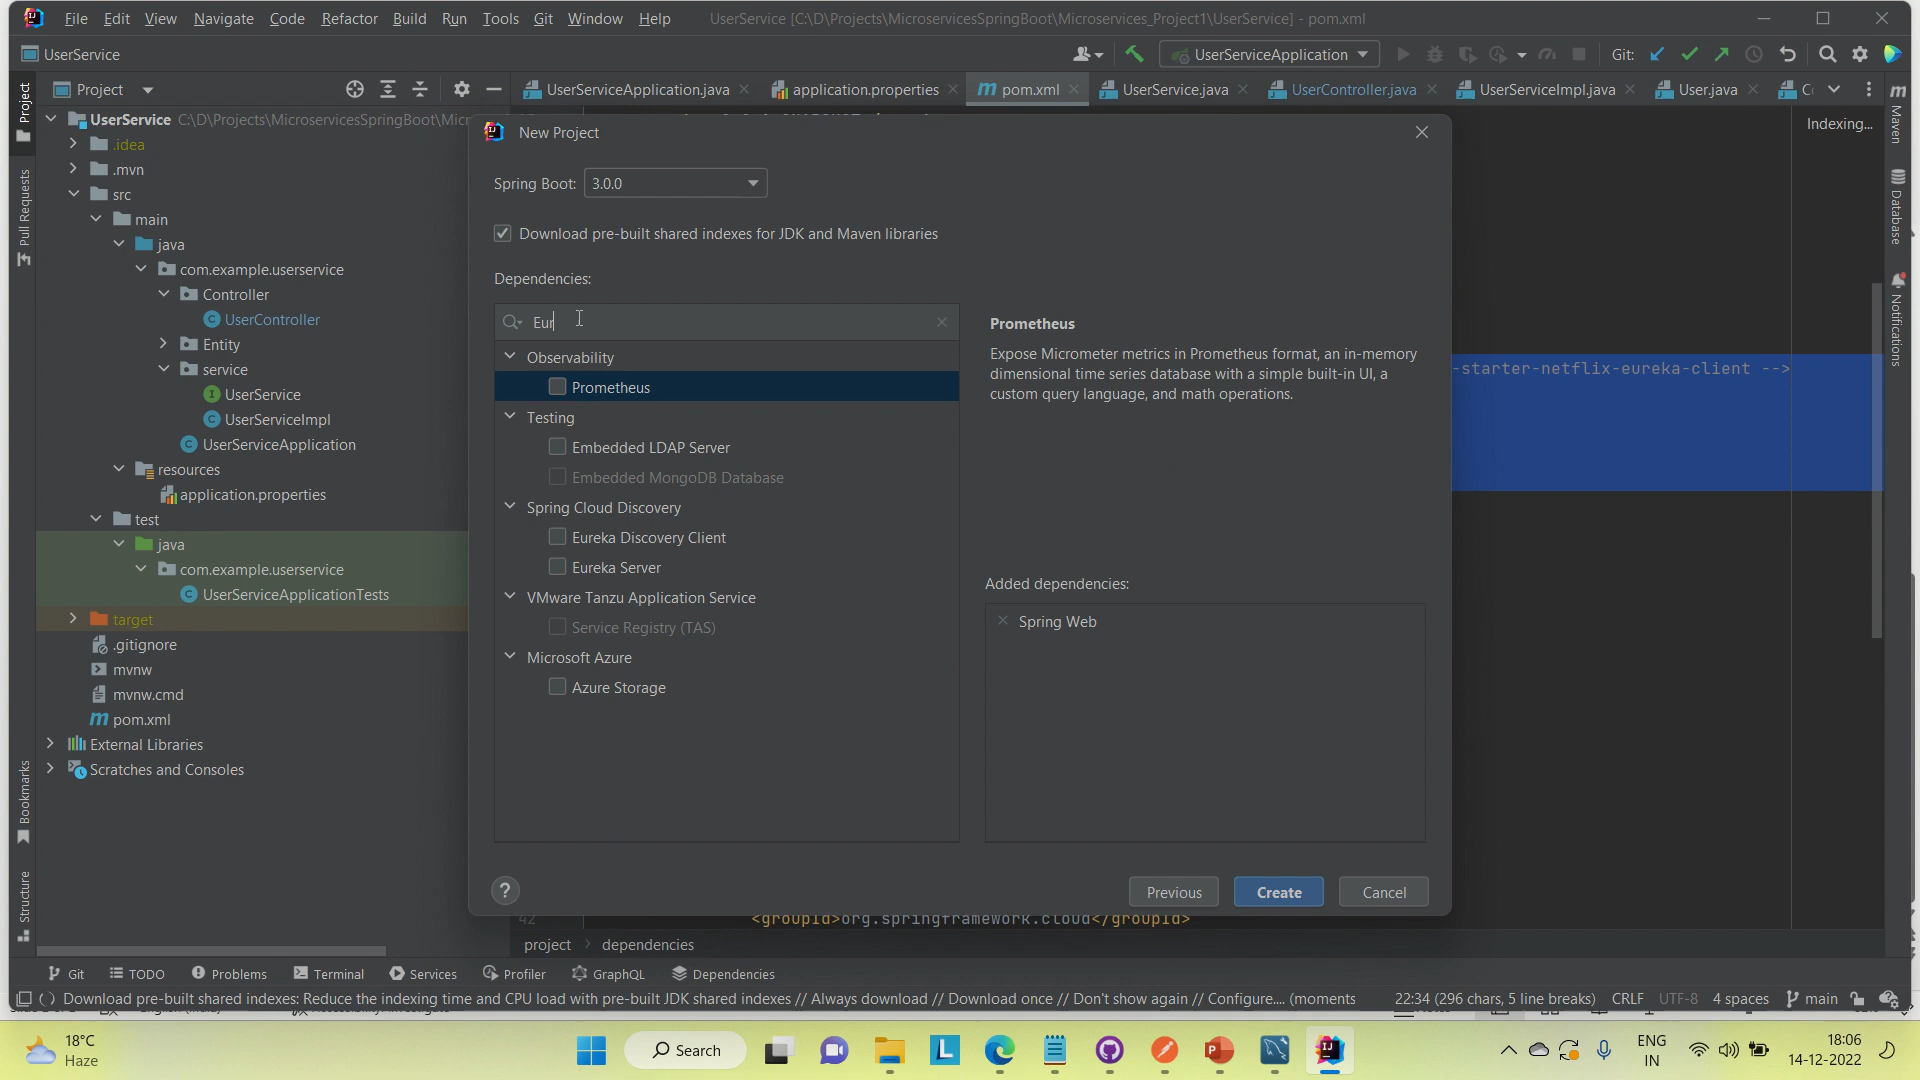 File Edit View Navigate Code Refactor Build Run Tools Git Window Help UserService [C:\D\Projects\MicroservicesSpringBoot\Microservices_Project1\UserService] - pom.xml
UserService
UserServiceApplication
Git:
Project
UserServiceApplication.java
application.properties
pom.xml
UserService.java
UserController.java
UserServiceImpl.java
User.java
Project
Pull Requests
Bookmarks
Structure
UserService C:\D\Projects\MicroservicesSpringBoot\Micr
.idea
.mvn
src
main
java
com.example.userservice
Controller
UserController
Entity
service
UserService
UserServiceImpl
UserServiceApplication
resources
application.properties
test
java
com.example.userservice
UserServiceApplicationTests
target
.gitignore
mvnw
mvnw.cmd
pom.xml
External Libraries
Scratches and Consoles
New Project
Spring Boot: 3.0.0
Download pre-built shared indexes for JDK and Maven libraries
Dependencies:
Eur
Observability
Prometheus
Testing
Embedded LDAP Server
Embedded MongoDB Database
Spring Cloud Discovery
Eureka Discovery Client
Eureka Server
VMware Tanzu Application Service
Service Registry (TAS)
Microsoft Azure
Azure Storage
Prometheus
Expose Micrometer metrics in Prometheus format, an in-memory
dimensional time series database with a simple built-in UI, a
custom query language, and math operations.
Added dependencies:
Spring Web
?
Previous
Create
Cancel
Indexing...
-starter-netflix-eureka-client -->
Maven
Database
Notifications
42 <groupId>org.springframework.cloud</groupId>
project > dependencies
Git TODO Problems Terminal Services Profiler GraphQL Dependencies
Download pre-built shared indexes: Reduce the indexing time and CPU load with pre-built JDK shared indexes // Always download // Download once // Don't show again // Configure.... (moments 22:34 (296 chars, 5 line breaks) CRLF UTF-8 4 spaces main
18°C
Haze
Search
ENG
IN
18:06
14-12-2022